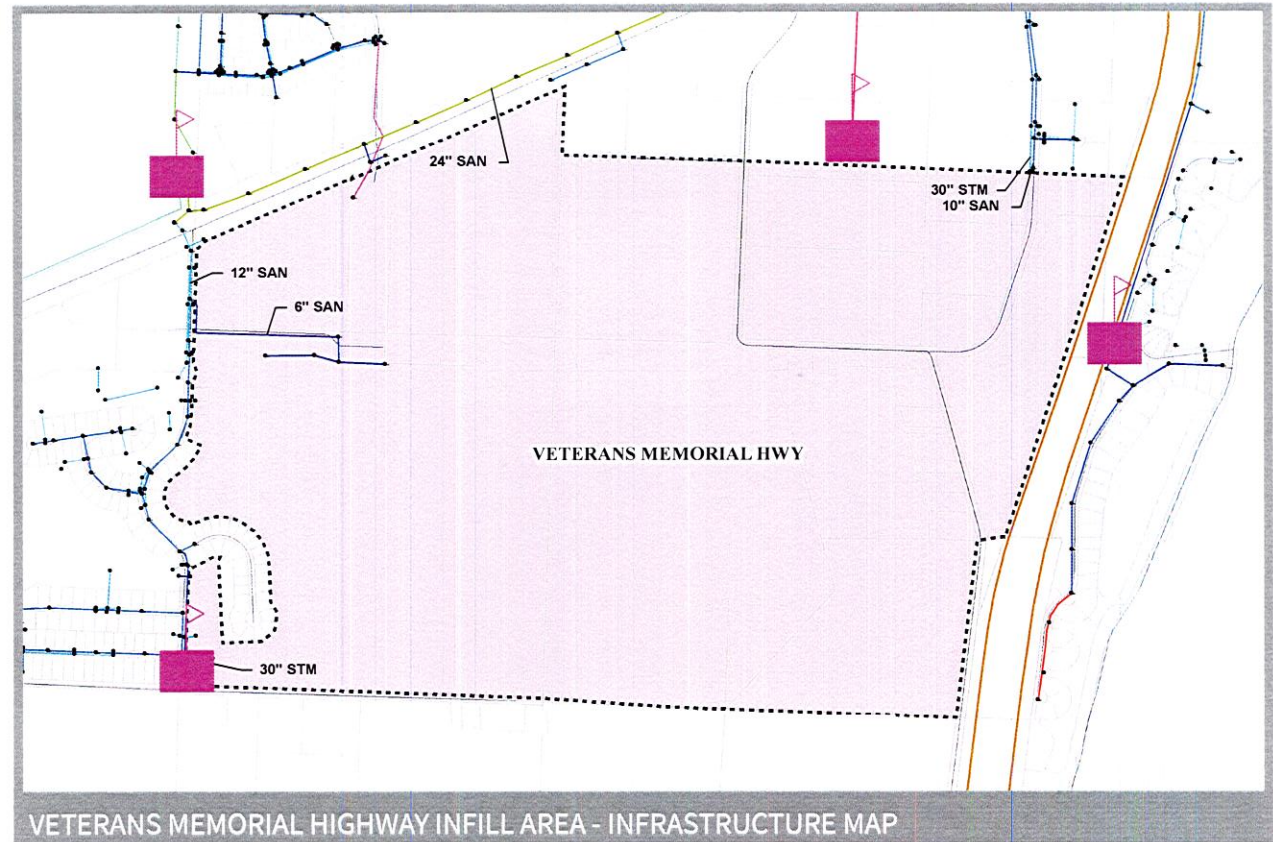 24" SAN
30" STM
10" SAN
12" SAN
6" SAN
VETERANS MEMORIAL HWY
30" STM
VETERANS MEMORIAL HIGHWAY INFILL AREA - INFRASTRUCTURE MAP